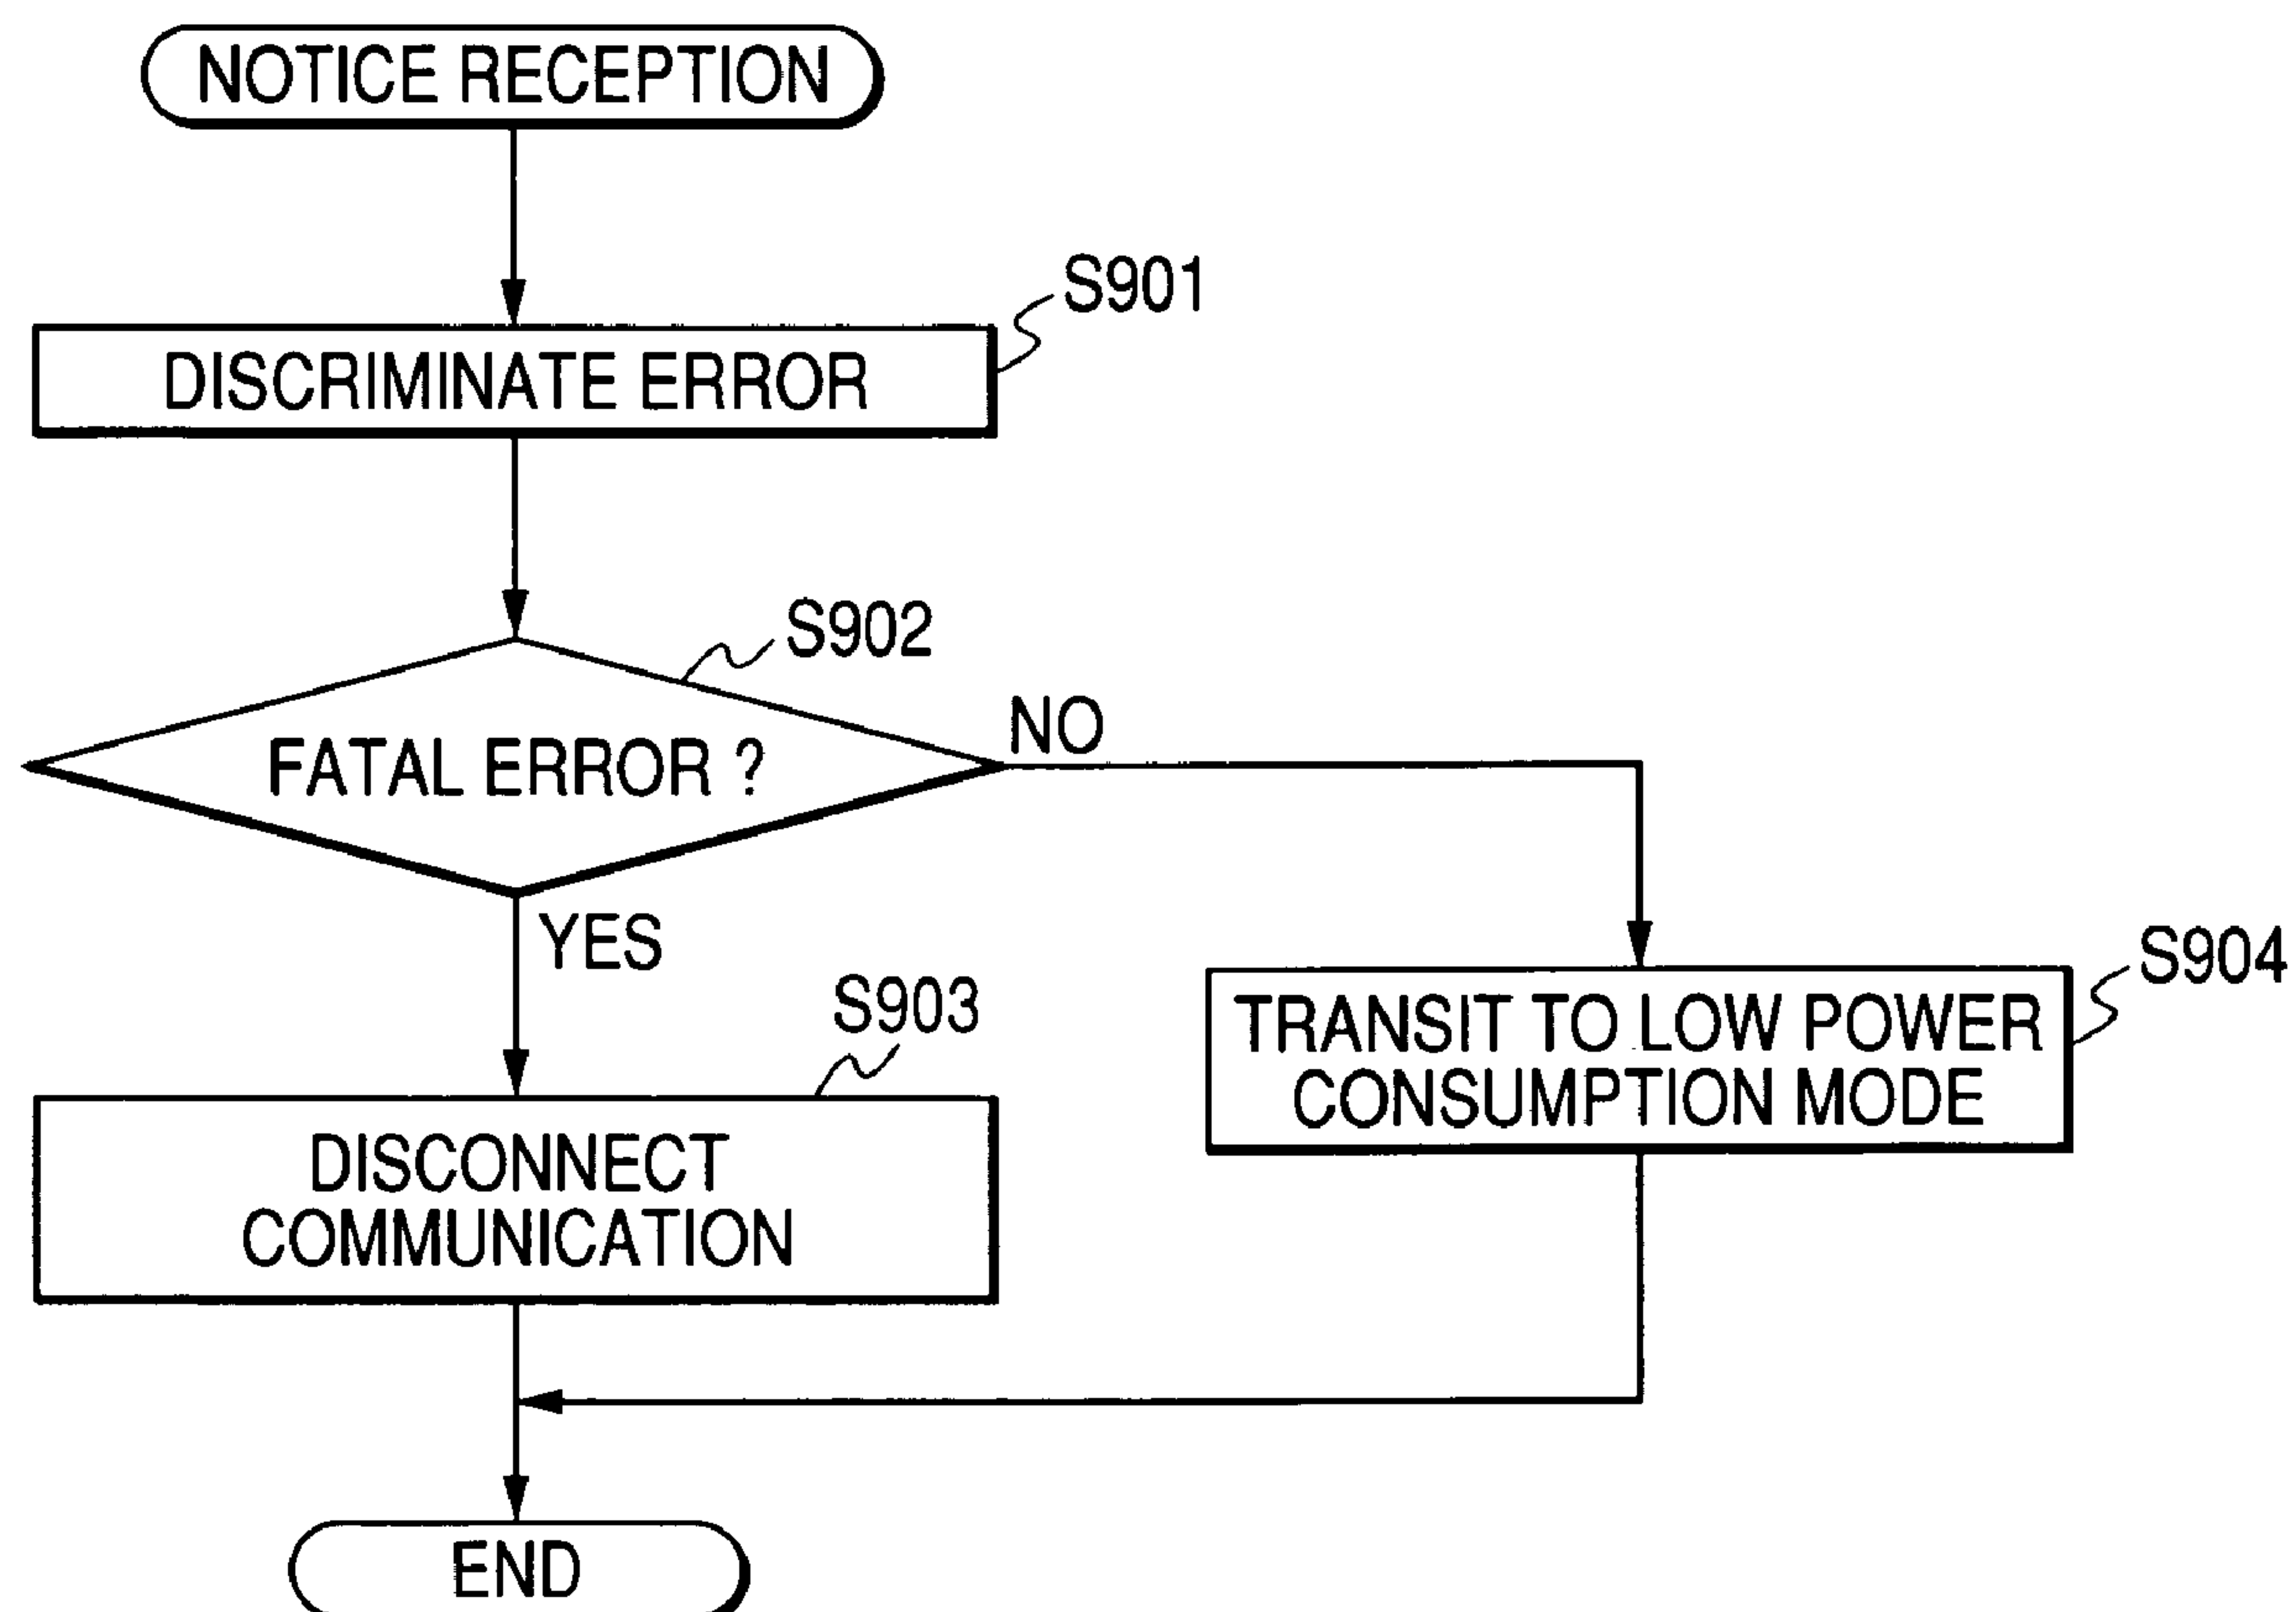 NOTICE RECEPTION
S901
DISCRIMINATE ERROR
S902
FATAL ERROR ?
NO
YES
S903
DISCONNECT
COMMUNICATION
S904
TRANSIT TO LOW POWER
CONSUMPTION MODE
END